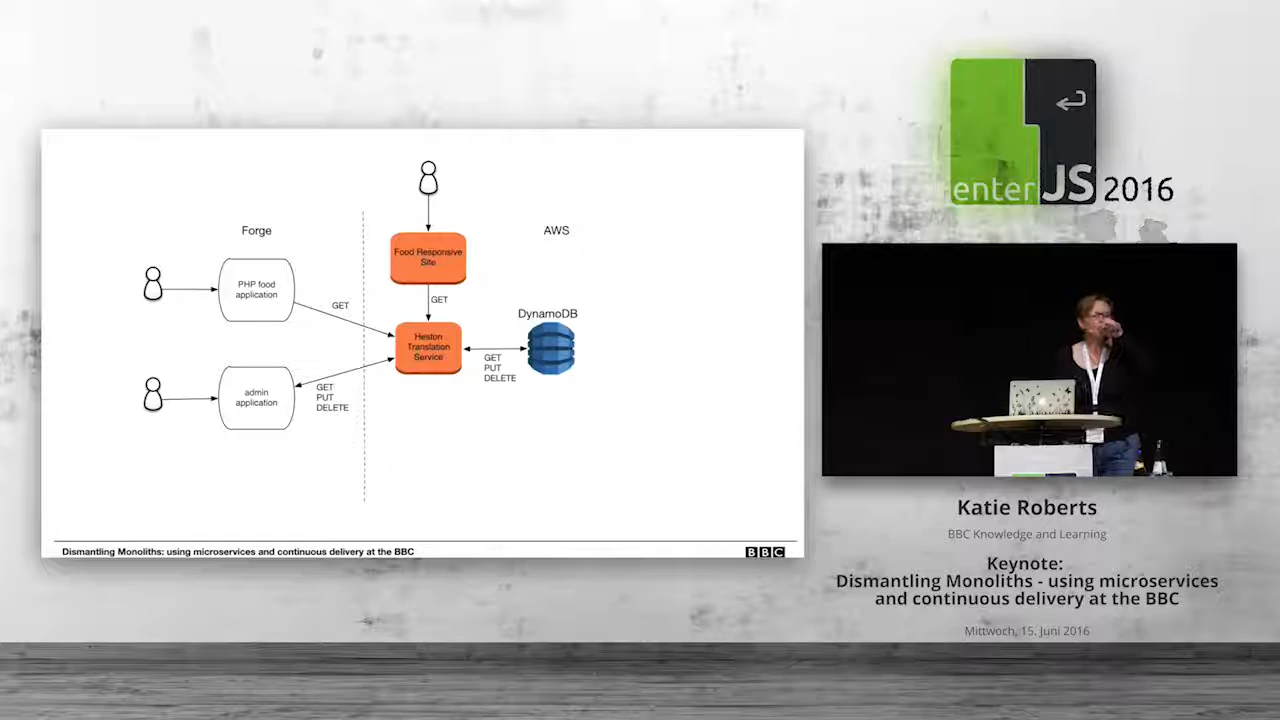 Forge
AWS
Food Responsive
Site
PHP food
application
GET
GET
DynamoDB
Heston
Translation
Service
GET
PUT
DELETE
admin
application
GET
PUT
DELETE
Dismantling Monoliths: using microservices and continuous delivery at the BBC
BBC
enterJS 2016
Katie Roberts
BBC Knowledge and Learning
Keynote:
Dismantling Monoliths - using microservices
and continuous delivery at the BBC
Mittwoch, 15. Juni 2016